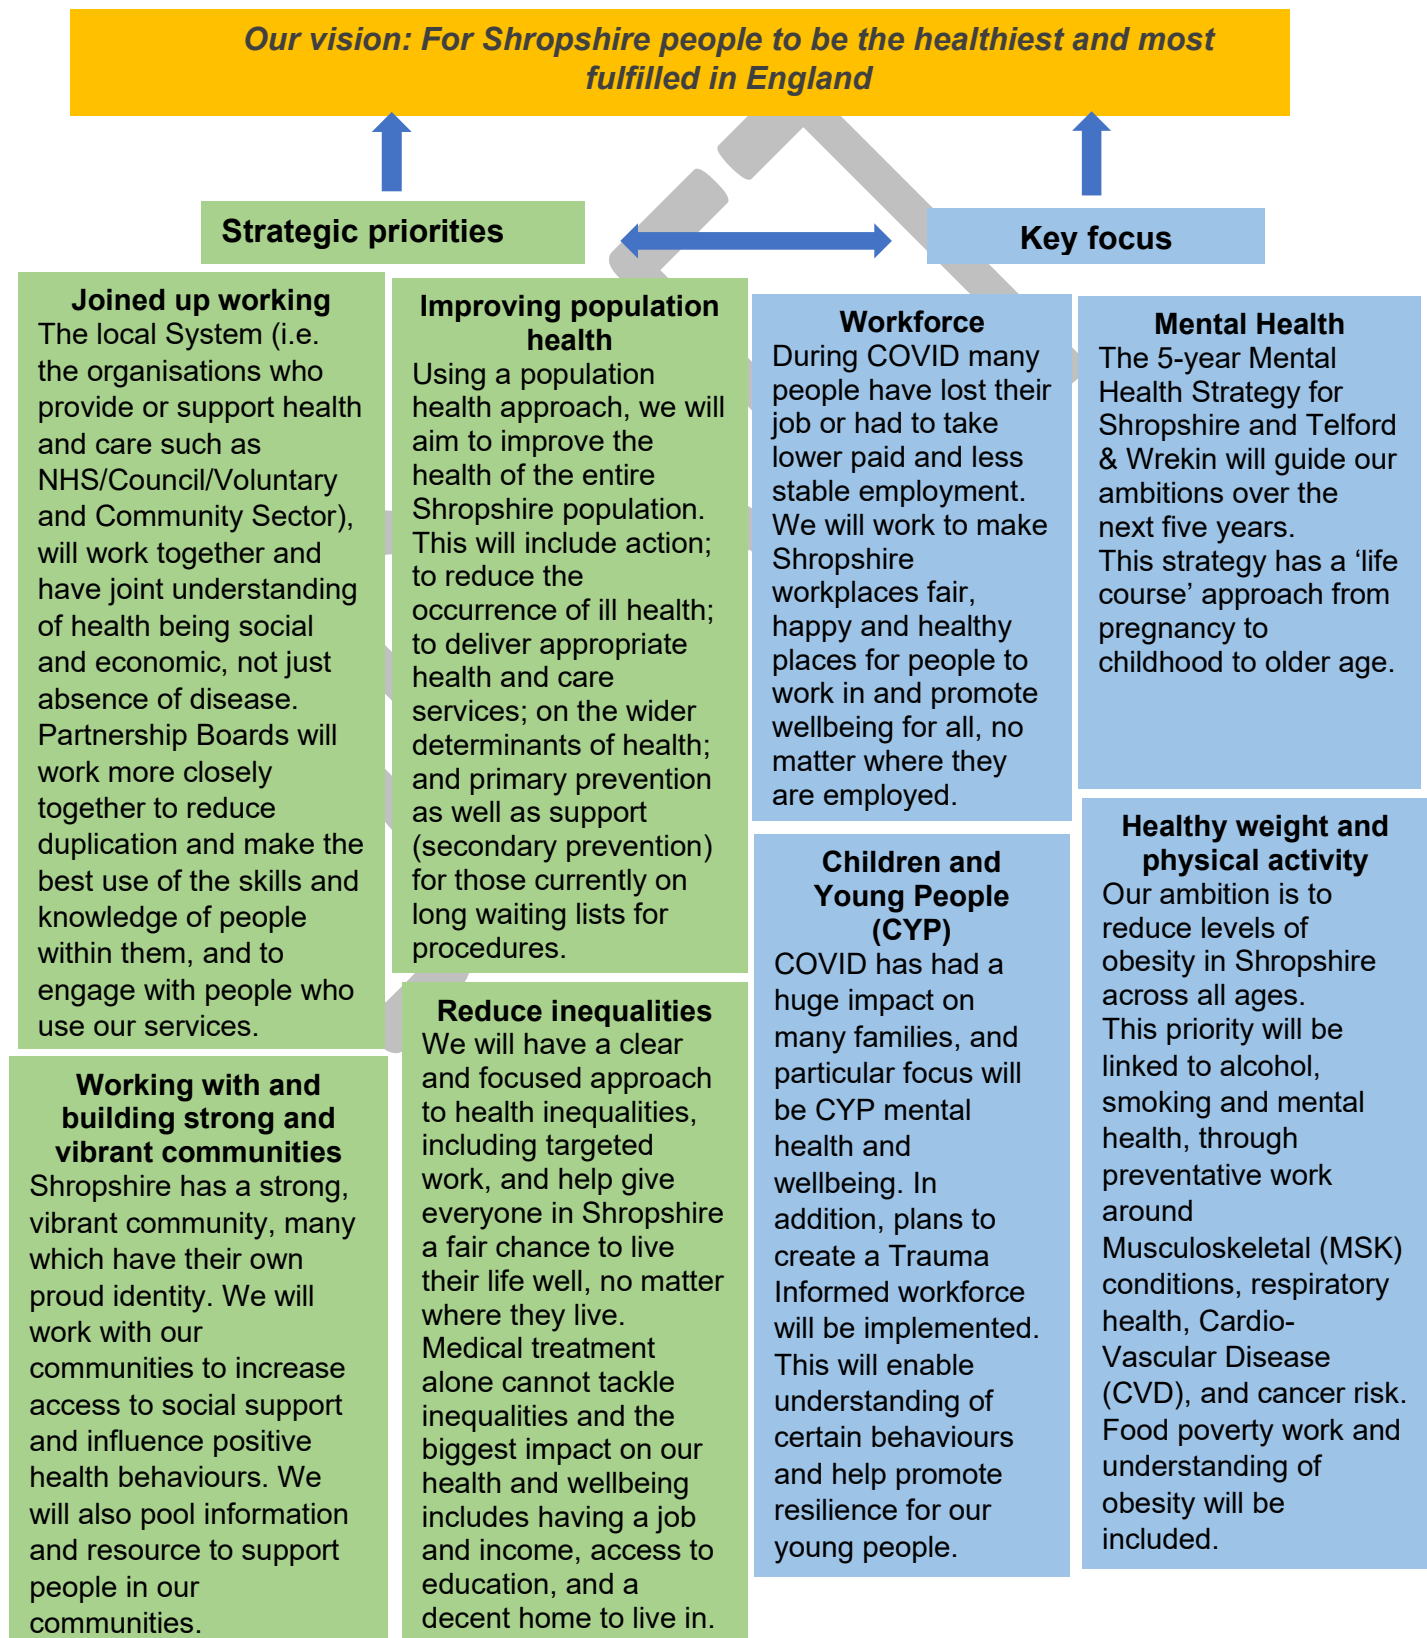 Our vision: For Shropshire people to be the healthiest and most
fulfilled in England
Strategic priorities
Key focus
Joined up working
The local System (i.e.
the organisations who
provide or support health
and care such as
NHS/Council/Voluntary
and Community Sector),
will work together and
have joint understanding
of health being social
and economic, not just
absence of disease.
Partnership Boards will
work more closely
together to reduce
duplication and make the
best use of the skills and
knowledge of people
within them, and to
engage with people who
use our services.
Working with and
building strong and
vibrant communities
Shropshire has a strong,
vibrant community, many
which have their own
proud identity. We will
work with our
communities to increase
access to social support
and influence positive
health behaviours. We
will also pool information
and resource to support
people in our
communities.
Improving population
health
Using a population
health approach, we will
aim to improve the
health of the entire
Shropshire population.
This will include action;
to reduce the
occurrence of ill health;
to deliver appropriate
health and care
services; on the wider
determinants of health;
and primary prevention
as well as support
(secondary prevention)
for those currently on
long waiting lists for
procedures.
Reduce inequalities
We will have a clear
and focused approach
to health inequalities,
including targeted
work, and help give
everyone in Shropshire
a fair chance to live
their life well, no matter
where they live.
Medical treatment
alone cannot tackle
inequalities and the
biggest impact on our
health and wellbeing
includes having a job
and income, access to
education, and a
decent home to live in.
Workforce
During COVID many
people have lost their
job or had to take
lower paid and less
stable employment.
We will work to make
Shropshire
workplaces fair,
happy and healthy
places for people to
work in and promote
wellbeing for all, no
matter where they
are employed.
Children and
Young People
(CYP)
COVID has had a
huge impact on
many families, and
particular focus will
be CYP mental
health and
wellbeing. In
addition, plans to
create a Trauma
Informed workforce
will be implemented.
This will enable
understanding of
certain behaviours
and help promote
resilience for our
young people.
Mental Health
The 5-year Mental
Health Strategy for
Shropshire and Telford
& Wrekin will guide our
ambitions over the
next five years.
This strategy has a ‘life
course’ approach from
pregnancy to
childhood to older age.
Healthy weight and
physical activity
Our ambition is to
reduce levels of
obesity in Shropshire
across all ages.
This priority will be
linked to alcohol,
smoking and mental
health, through
preventative work
around
Musculoskeletal (MSK)
conditions, respiratory
health, Cardio-
Vascular Disease
(CVD), and cancer risk.
Food poverty work and
understanding of
obesity will be
included.